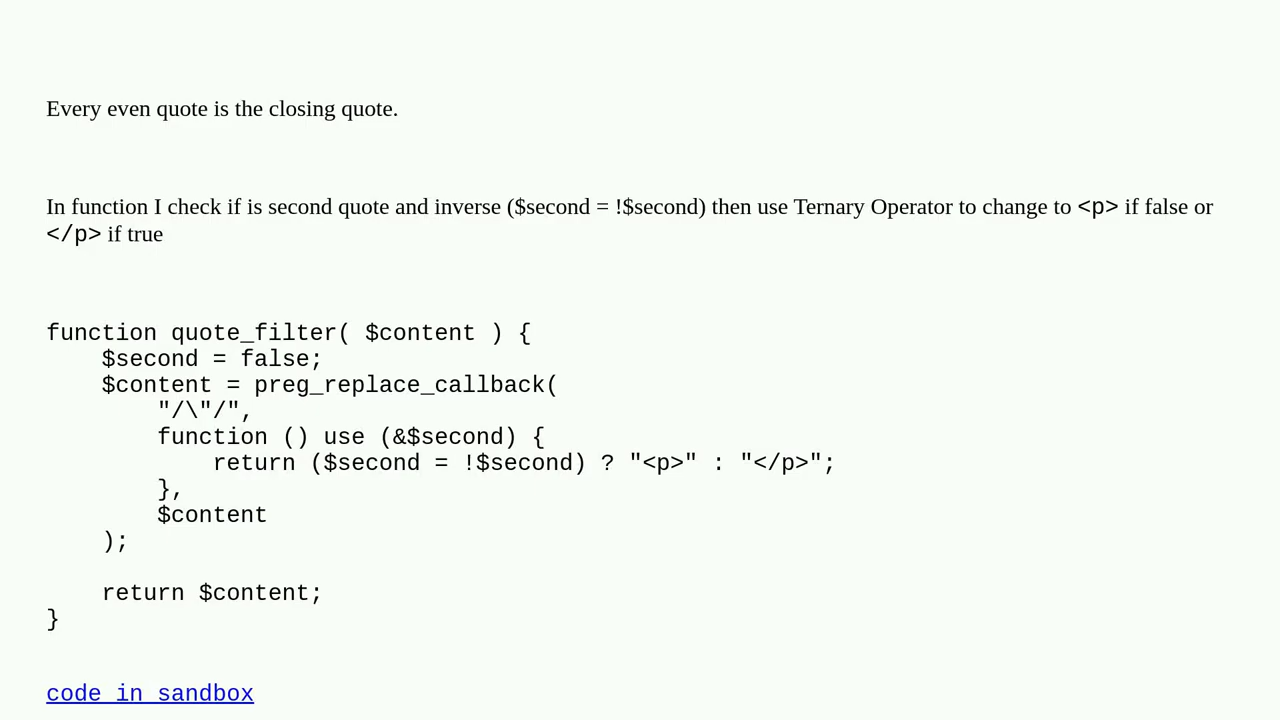 Every even quote is the closing quote.
In function I check if is second quote and inverse ($second = !$second) then use Ternary Operator to change to <p> if false or
</p> if true
function quote_filter( $content ) {
    $second = false;
    $content = preg_replace_callback(
        "/\"/",
        function () use (&$second) {
            return ($second = !$second) ? "<p>" : "</p>";
        },
        $content
    );
    return $content;
}
code in sandbox